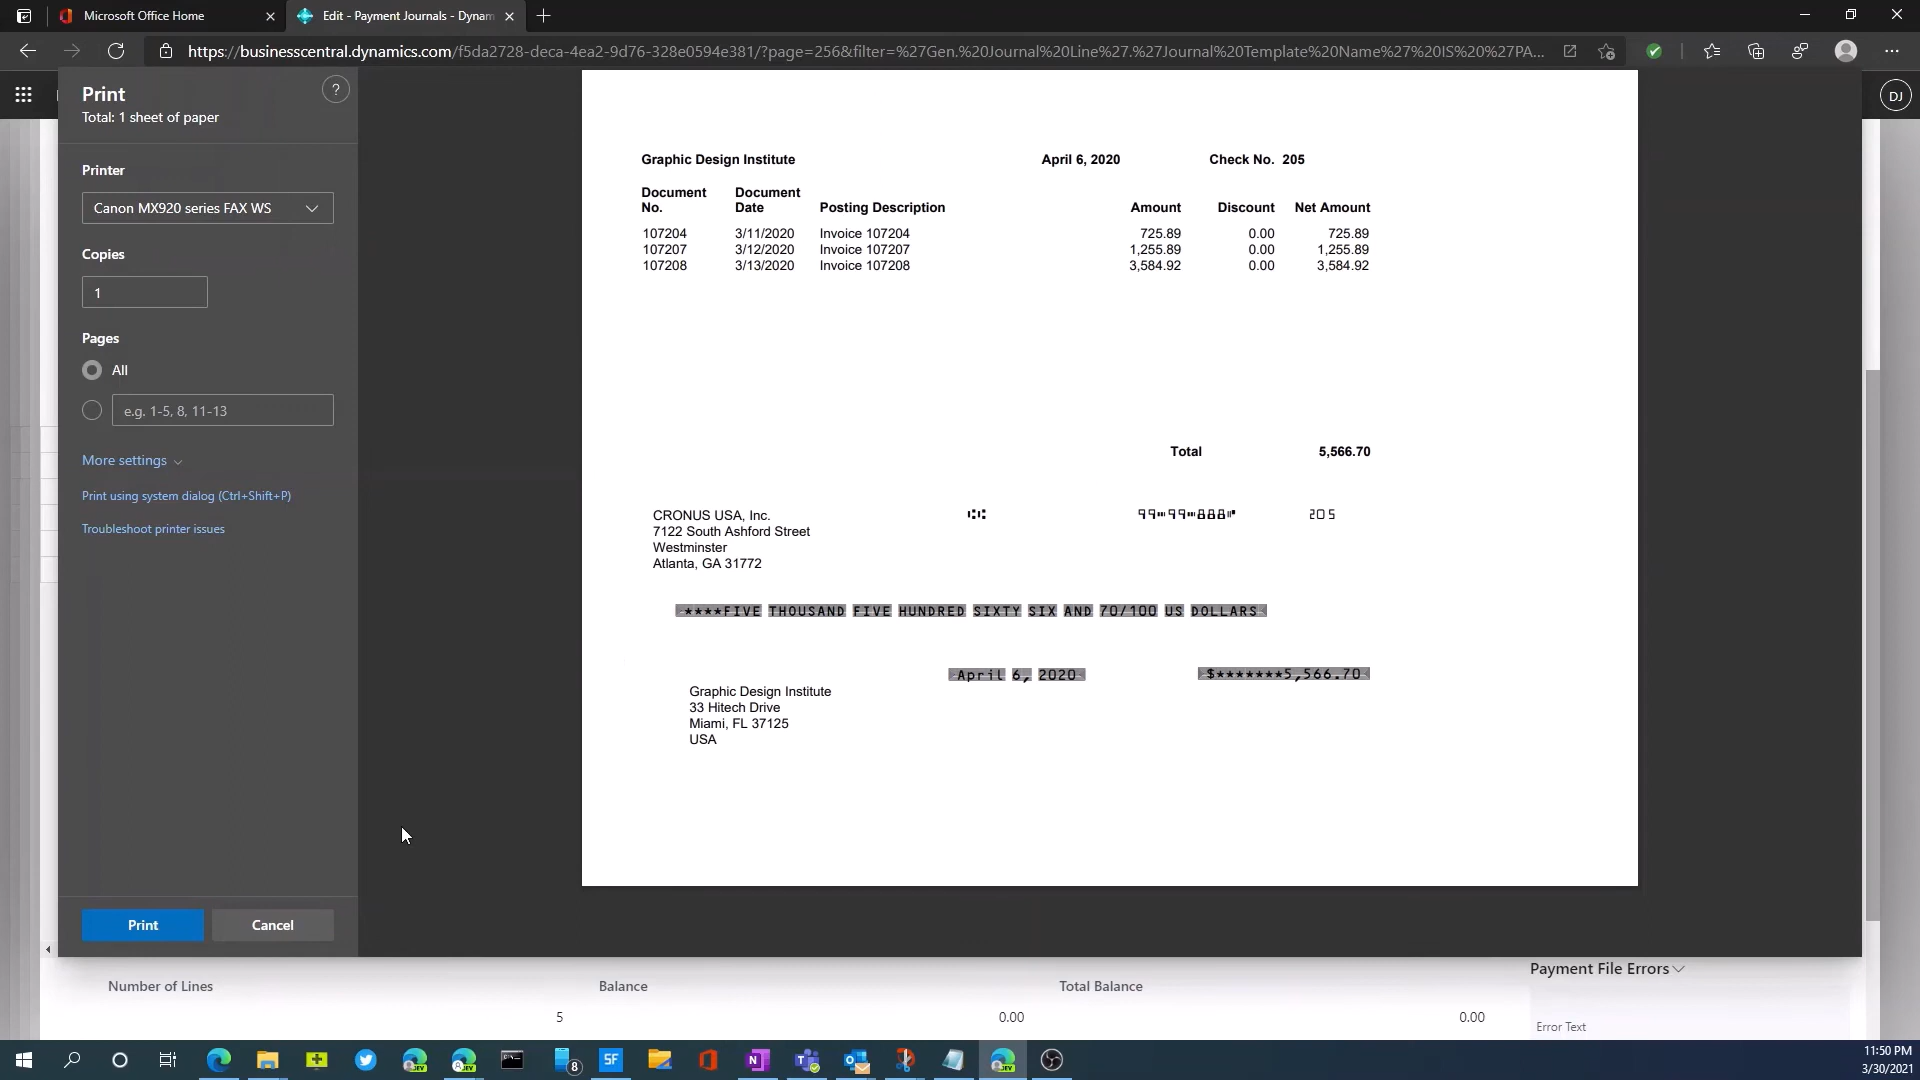 Microsoft Office Home
Edit - Payment Journals - Dynam
https://businesscentral.dynamics.com/f5da2728-deca-4ea2-9d76-328e0594e381/?page=256&filter=%27Gen.%20Journal%20Line%27.%27Journal%20Template%20Name%27%20IS%20%27PA...
DJ
Print
?
Total: 1 sheet of paper
Printer
Canon MX920 series FAX WS
Copies
1
Pages
All
e.g. 1-5, 8, 11-13
More settings
Print using system dialog (Ctrl+Shift+P)
Troubleshoot printer issues
Print
Cancel
Graphic Design Institute April 6, 2020 Check No. 205
Document No. Document Date Posting Description Amount Discount Net Amount
107204 3/11/2020 Invoice 107204 725.89 0.00 725.89
107207 3/12/2020 Invoice 107207 1,255.89 0.00 1,255.89
107208 3/13/2020 Invoice 107208 3,584.92 0.00 3,584.92
Total 5,566.70
CRONUS USA, Inc. 99⑉99⑉888⑈ 205
7122 South Ashford Street
Westminster
Atlanta, GA 31772
****FIVE THOUSAND FIVE HUNDRED SIXTY SIX AND 70/100 US DOLLARS
April 6, 2020 $*******5,566.70
Graphic Design Institute
33 Hitech Drive
Miami, FL 37125
USA
Number of Lines Balance Total Balance
5 0.00 0.00
Payment File Errors
Error Text
8
SF
11:50 PM
3/30/2021